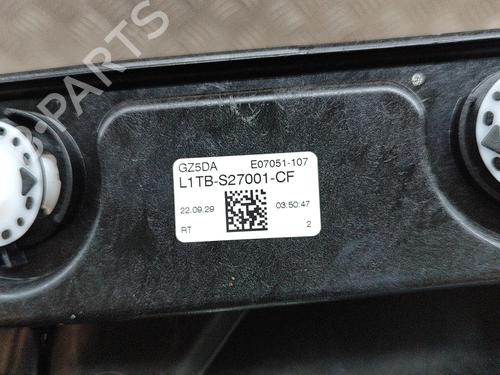 GZ5DA E07051-107
L1TB-S27001-CF
22.09.29 03:50:47
RT 2
B-PARTS